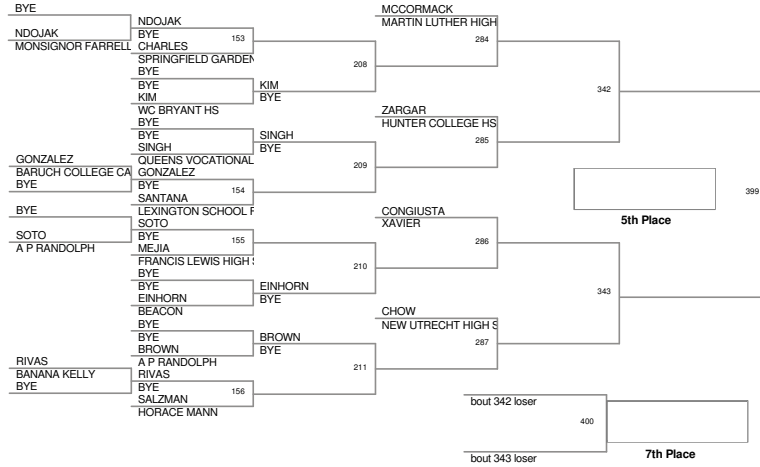 BYE
NDOJAK
MONSIGNOR FARRELL
GONZALEZ
BARUCH COLLEGE CA
BYE
BYE
SOTO
A P RANDOLPH
RIVAS
BANANA KELLY
BYE
NDOJAK
BYE
153
CHARLES
SPRINGFIELD GARDEN
BYE
BYE
KIM
WC BRYANT HS
BYE
BYE
SINGH
QUEENS VOCATIONAL
GONZALEZ
BYE
154
SANTANA
LEXINGTON SCHOOL F
SOTO
BYE
155
MEJIA
FRANCIS LEWIS HIGH
BYE
BYE
EINHORN
BEACON
BYE
BYE
BROWN
A P RANDOLPH
RIVAS
BYE
156
SALZMAN
HORACE MANN
KIM
BYE
208
SINGH
BYE
209
EINHORN
BYE
210
BROWN
BYE
211
MCCORMACK
MARTIN LUTHER HIGH
284
ZARGAR
HUNTER COLLEGE HS
285
CONGIUSTA
XAVIER
286
CHOW
NEW UTRECHT HIGH S
287
342
343
399
5th Place
bout 342 loser
400
bout 343 loser
7th Place